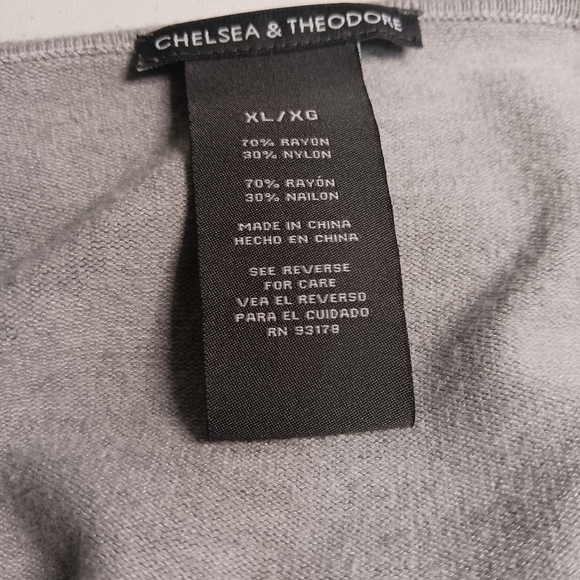 CHELSEA & THEODORE
XL/XG
70% RAYON
30% NYLON
70% RAYÓN
30% NAILON
MADE IN CHINA
HECHO EN CHINA
SEE REVERSE
FOR CARE
VEA EL REVERSO
PARA EL CUIDADO
RN 93178